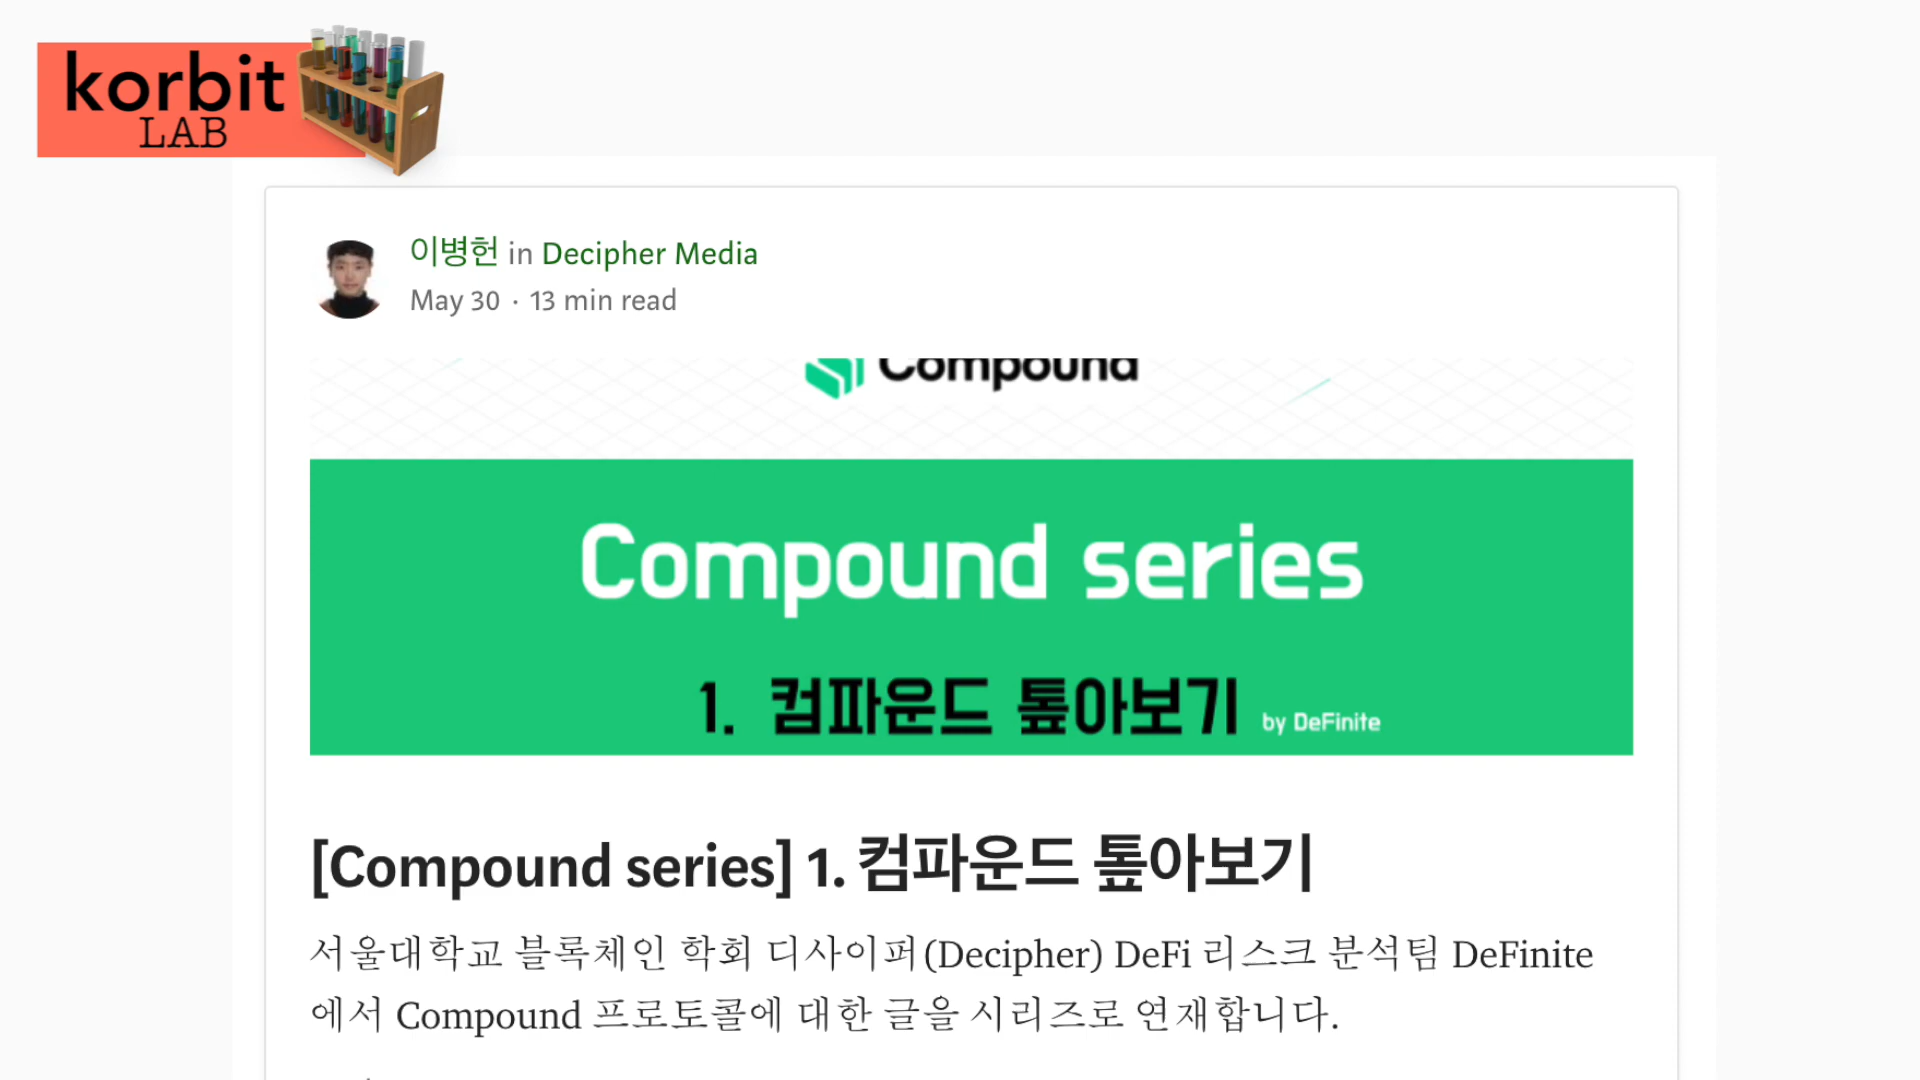 korbit
LAB
이병헌 in Decipher Media
May 30 · 13 min read
Compound
Compound series
1. 컴파운드 톺아보기 by DeFinite
[Compound series] 1. 컴파운드 톺아보기
서울대학교 블록체인 학회 디사이퍼(Decipher) DeFi 리스크 분석팀 DeFinite
에서 Compound 프로토콜에 대한 글을 시리즈로 연재합니다.